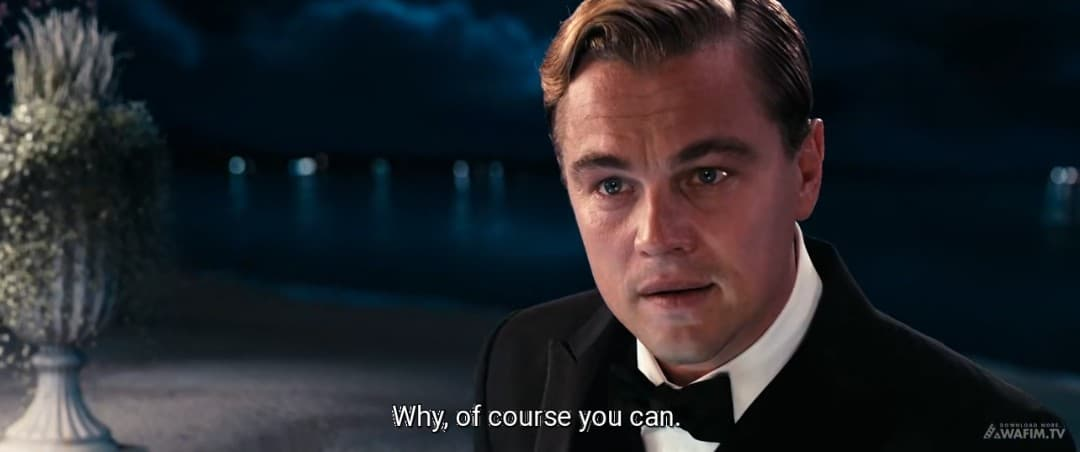 Why, of course you can.
DOWNLOAD MORE
WAFIM.TV